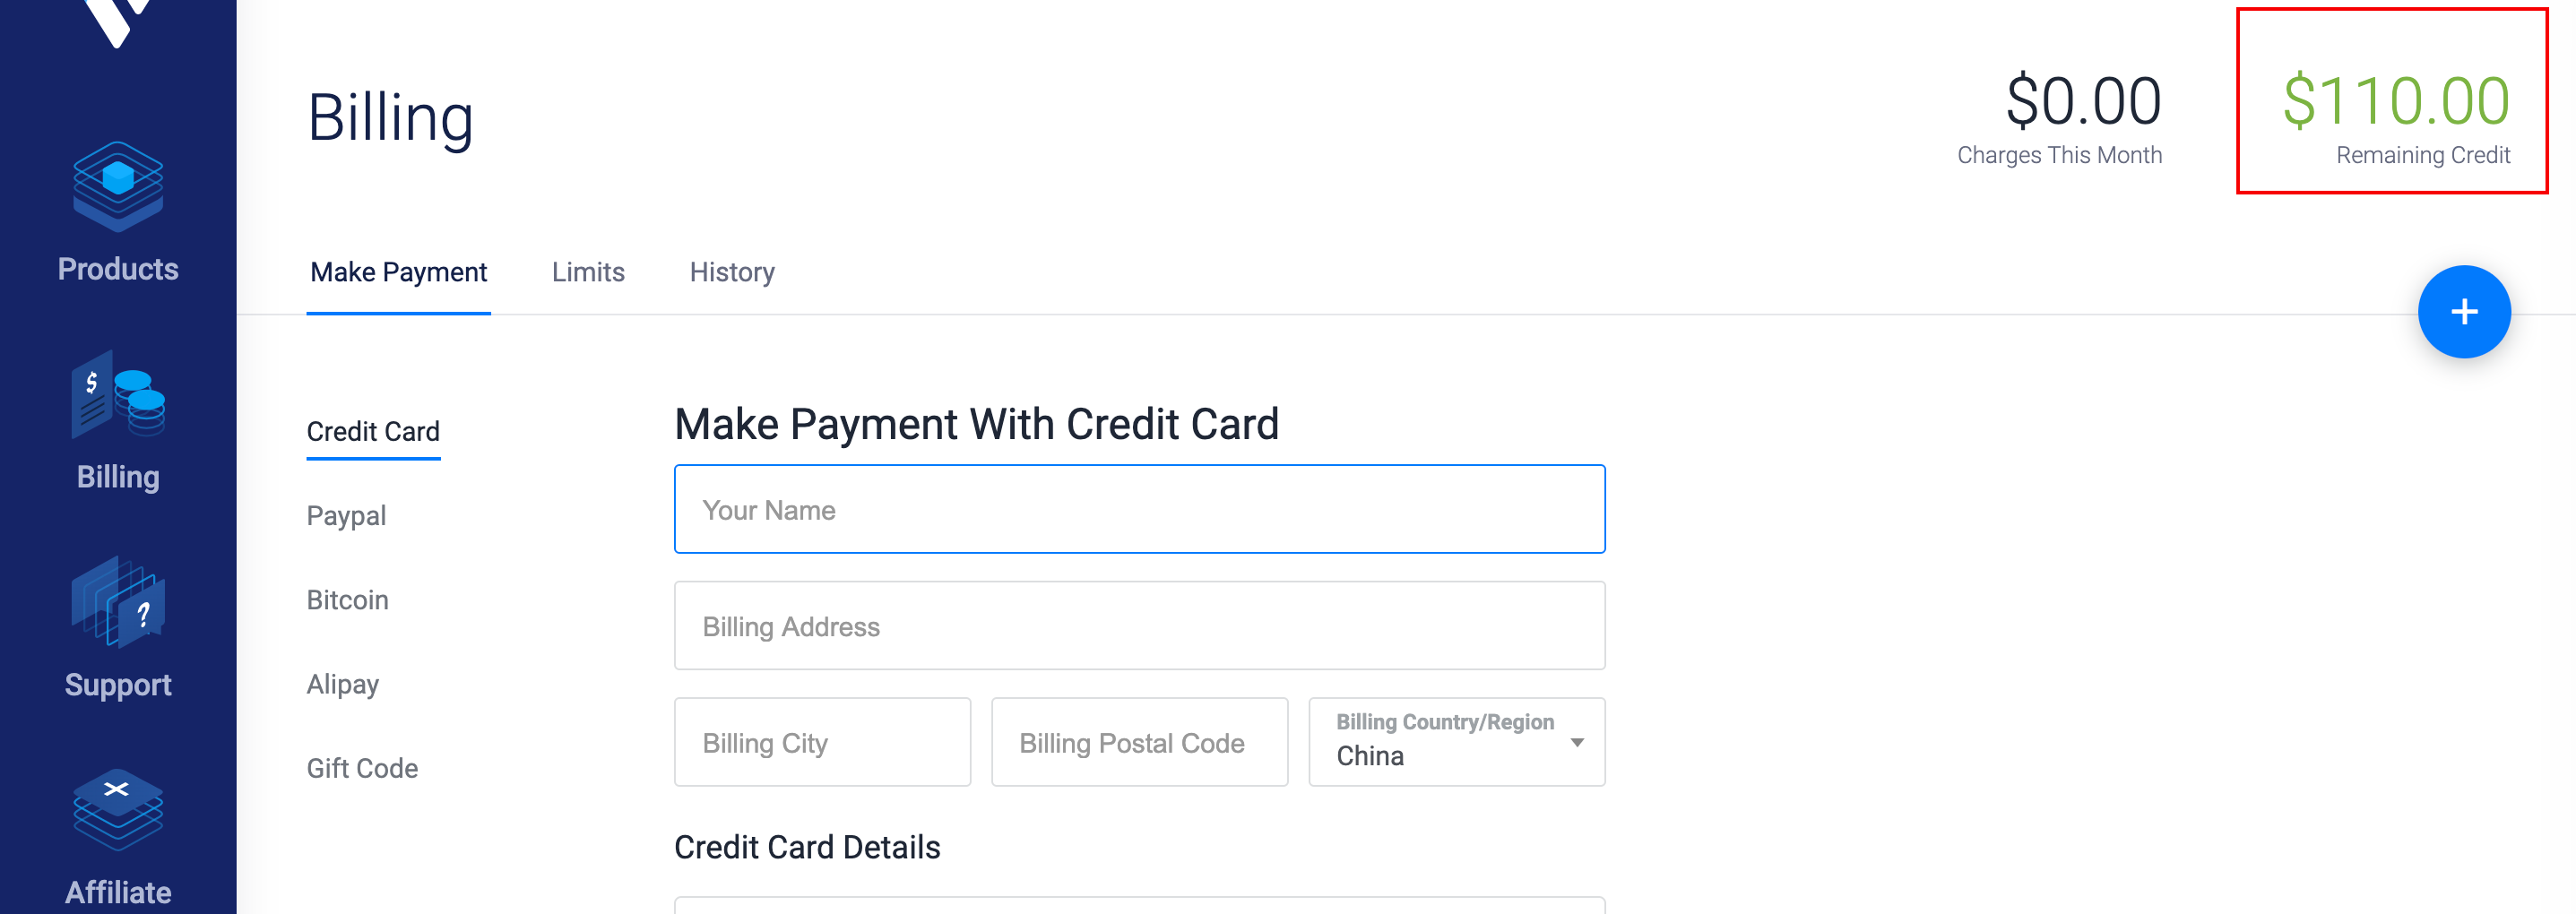 Billing
$0.00
Charges This Month
$110.00
Remaining Credit
Products
Billing
$
Support
?
Affiliate
Make Payment
Limits
History
+
Credit Card
Paypal
Bitcoin
Alipay
Gift Code
Make Payment With Credit Card
Your Name
Billing Address
Billing City
Billing Postal Code
Billing Country/Region
China
Credit Card Details